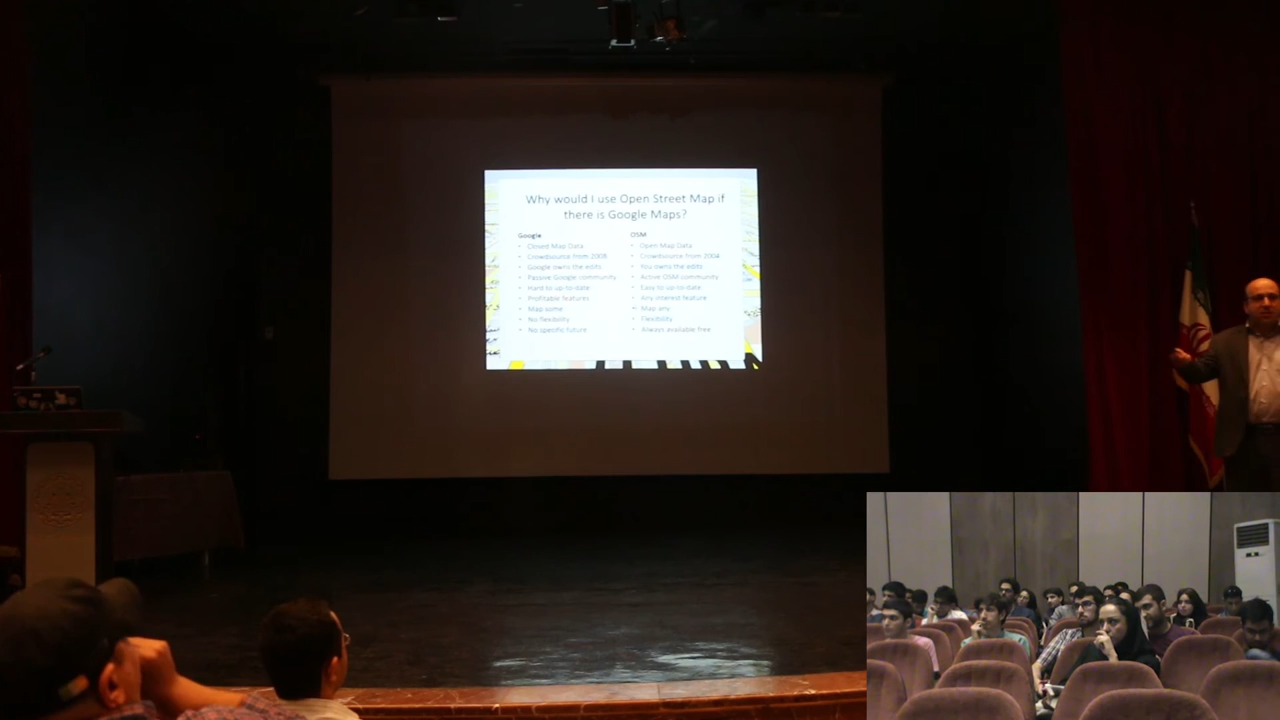 Why would I use Open Street Map if
there is Google Maps?
Google
• Closed Map Data
• Crowdsource from 2008
• Google owns the edits
• Passive Google community
• Hard to up-to-date
• Profitable features
• Map some
• No flexibility
• No specific future
OSM
• Open Map Data
• Crowdsource from 2004
• You owns the edits
• Active OSM community
• Easy to up-to-date
• Any interest feature
• Map any
• Flexibility
• Always available free